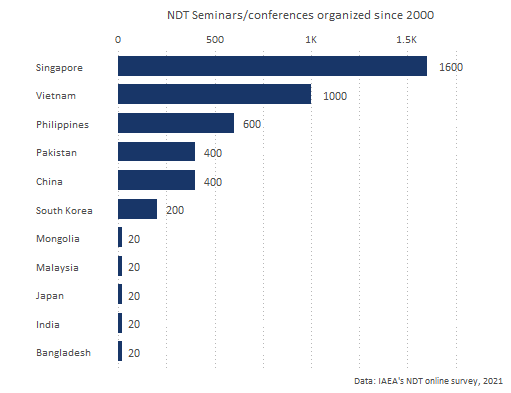 NDT Seminars/conferences organized since 2000
0 500 1K 1.5K
Singapore 1600
Vietnam 1000
Philippines 600
Pakistan 400
China 400
South Korea 200
Mongolia 20
Malaysia 20
Japan 20
India 20
Bangladesh 20
Data: IAEA's NDT online survey, 2021